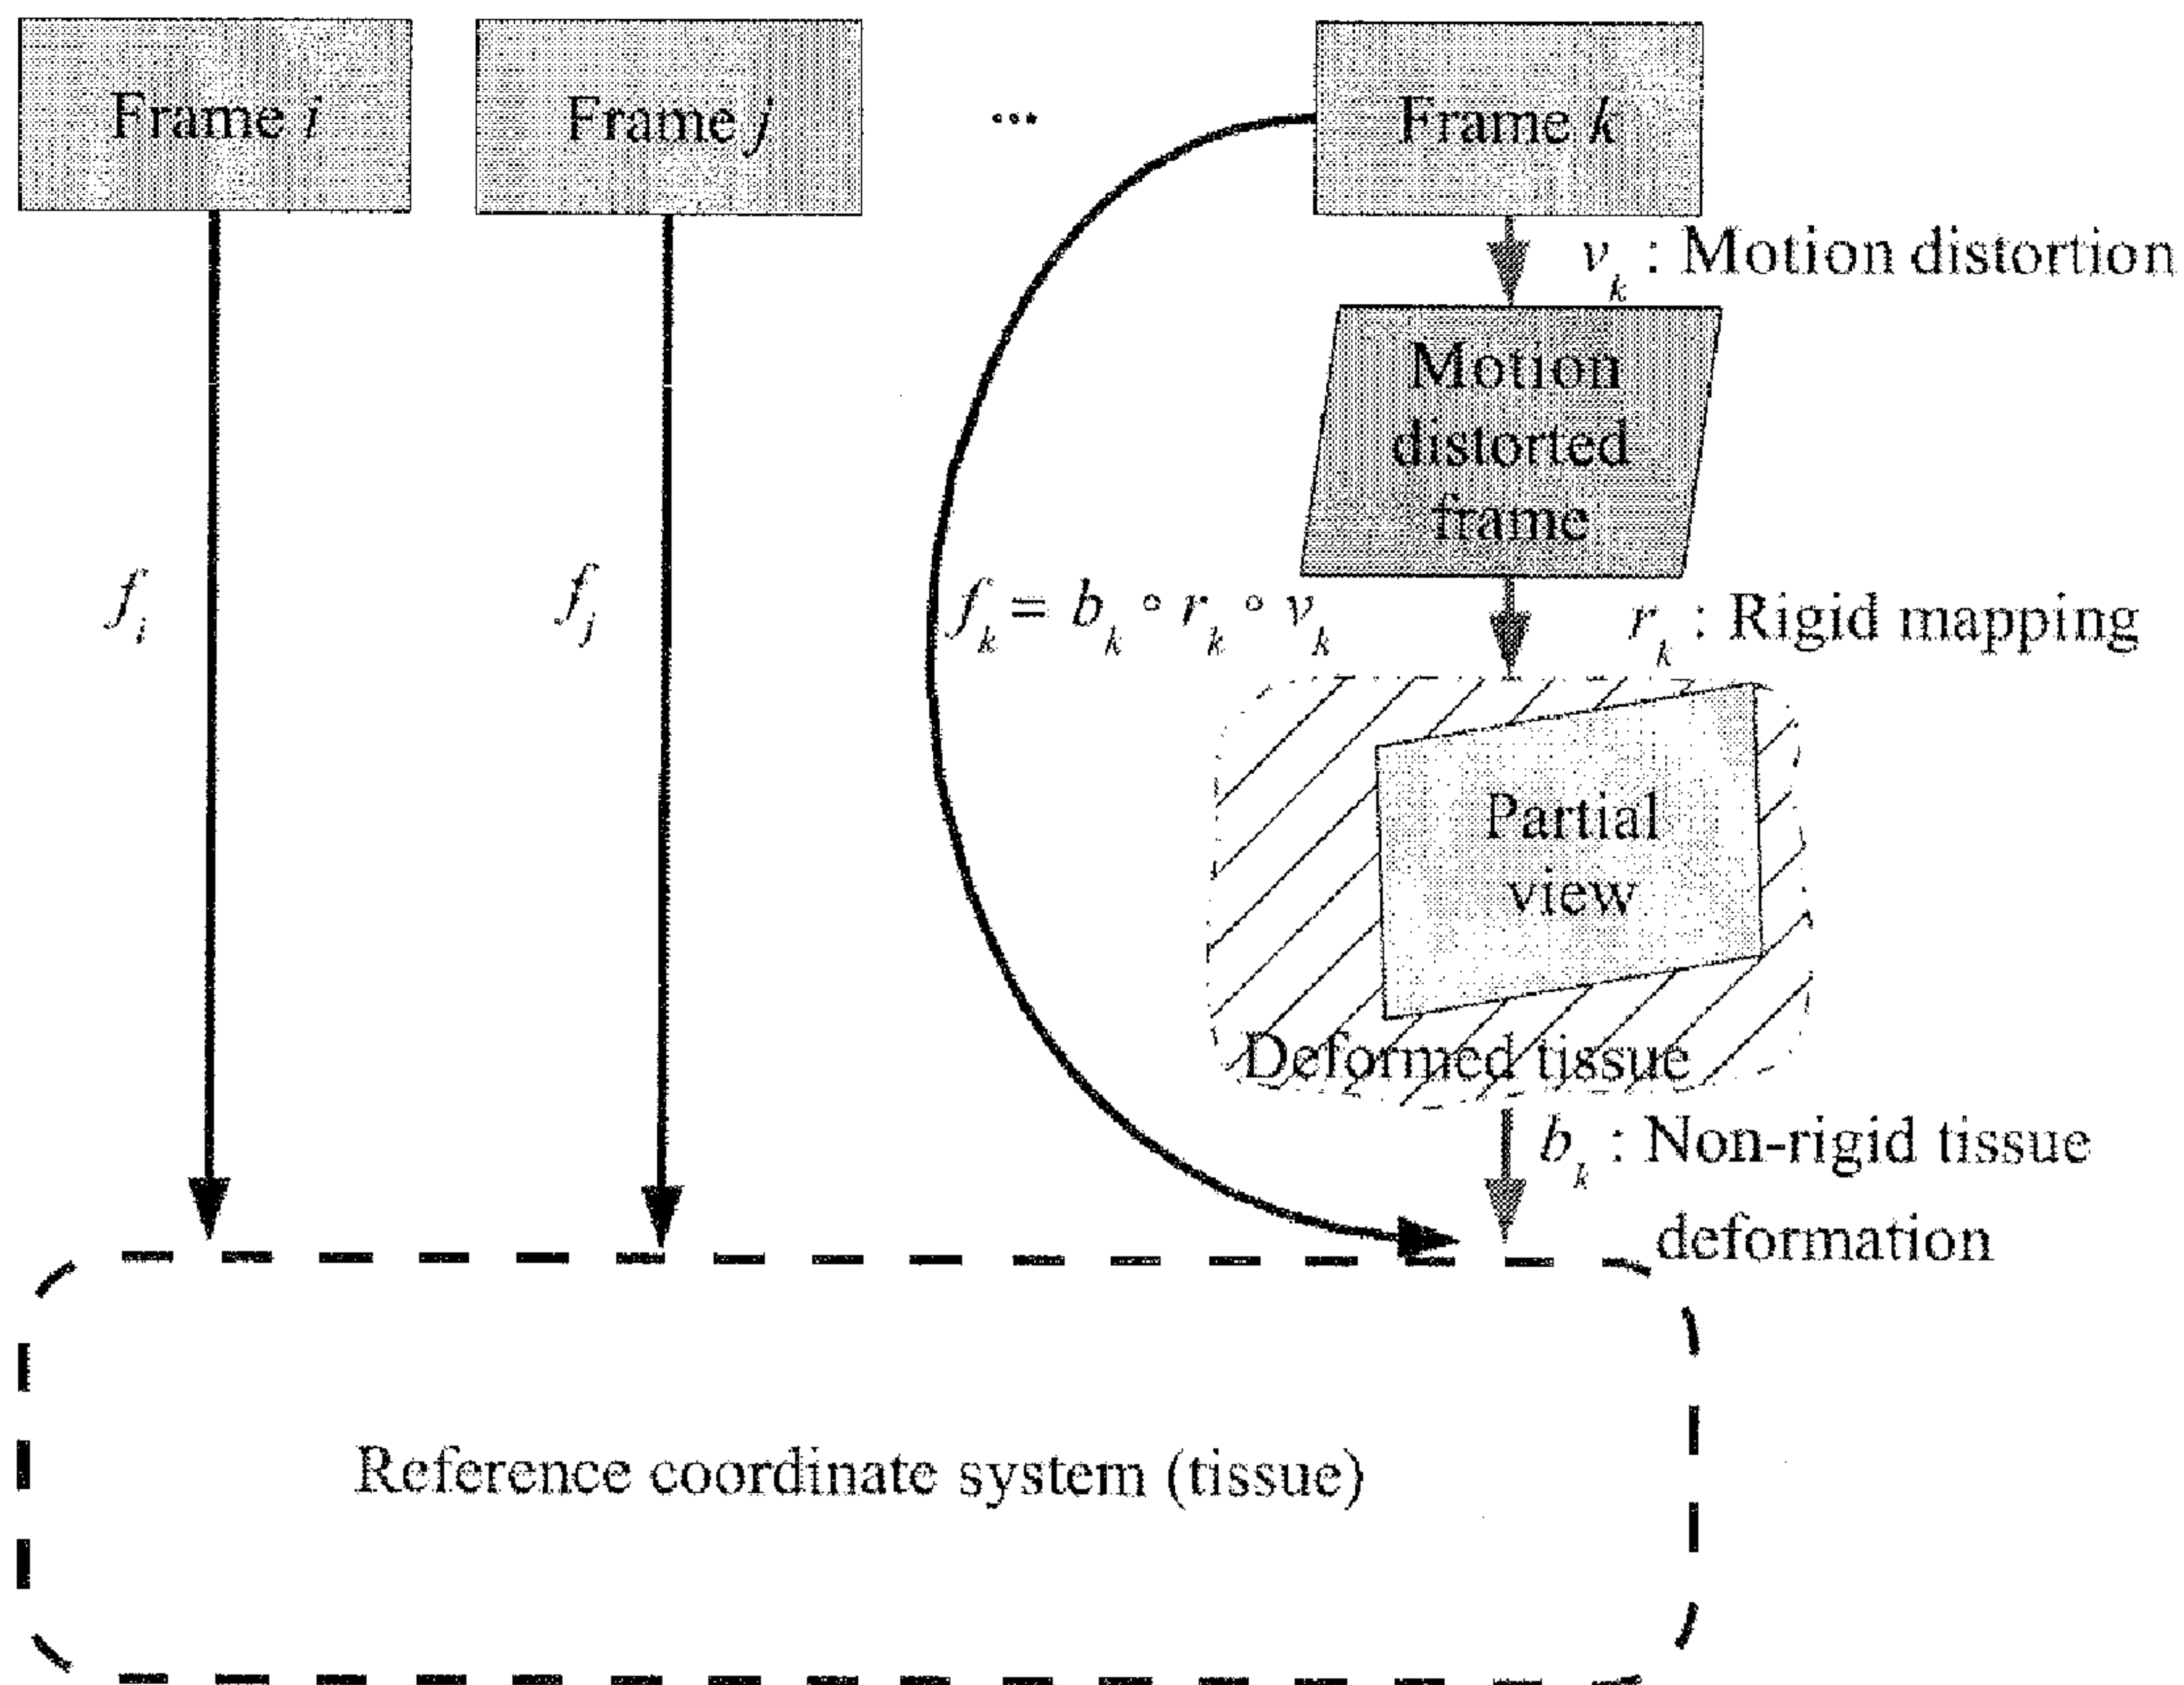 Frame i
Frame j
...
Frame k
v_k : Motion distortion
Motion
distorted
frame
f_i
f_j
f_k = b_k ∘ r_k ∘ v_k
r_k : Rigid mapping
Partial
view
Deformed tissue
b_k : Non-rigid tissue
deformation
Reference coordinate system (tissue)